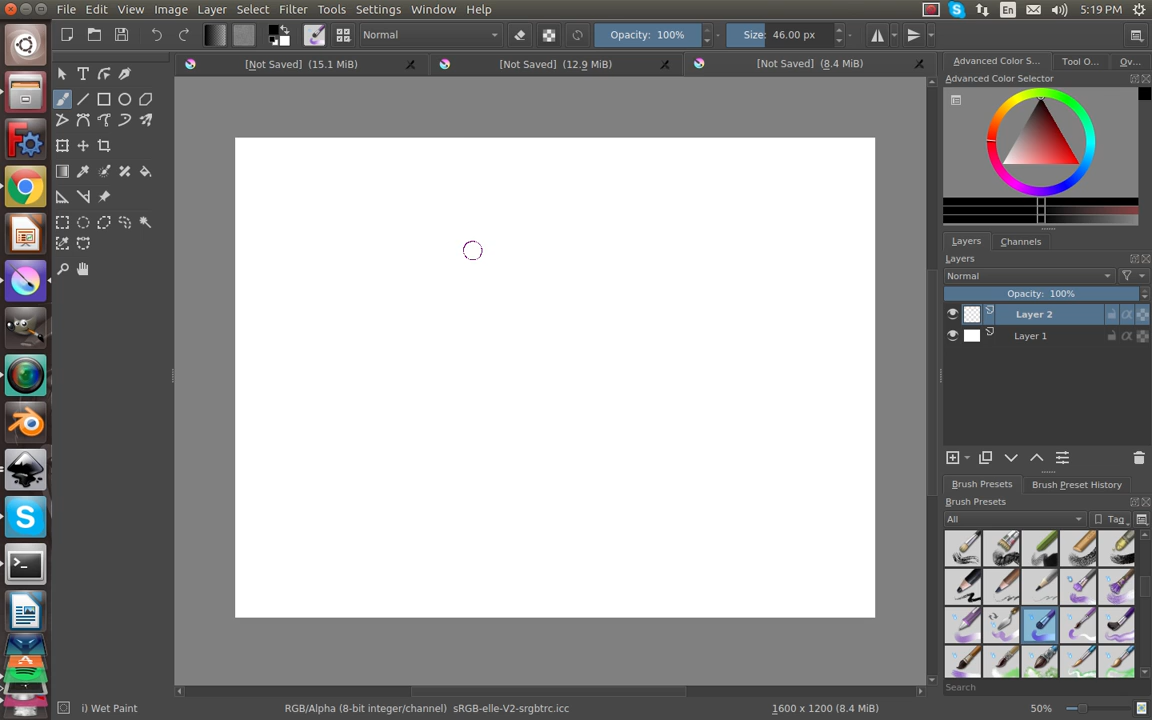 File Edit View Image Layer Select Filter Tools Settings Window Help En 5:19 PM
Normal Opacity: 100% Size: 46.00 px
[Not Saved] (15.1 MiB) [Not Saved] (12.9 MiB) [Not Saved] (8.4 MiB)
Advanced Color S... Tool O... Ov...
Advanced Color Selector
Layers Channels
Layers
Normal
Opacity: 100%
Layer 2
Layer 1
Brush Presets Brush Preset History
Brush Presets
All Tag
Search
i) Wet Paint RGB/Alpha (8-bit integer/channel) sRGB-elle-V2-srgbtrc.icc 1600 x 1200 (8.4 MiB) 50%